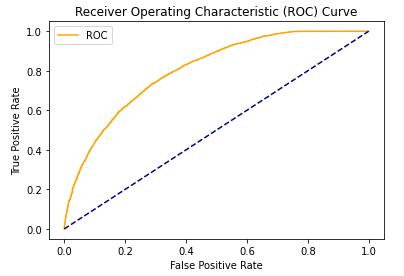 Receiver Operating Characteristic (ROC) Curve
ROC
True Positive Rate
1.0
0.8
0.6
0.4
0.2
0.0
0.0 0.2 0.4 0.6 0.8 1.0
False Positive Rate